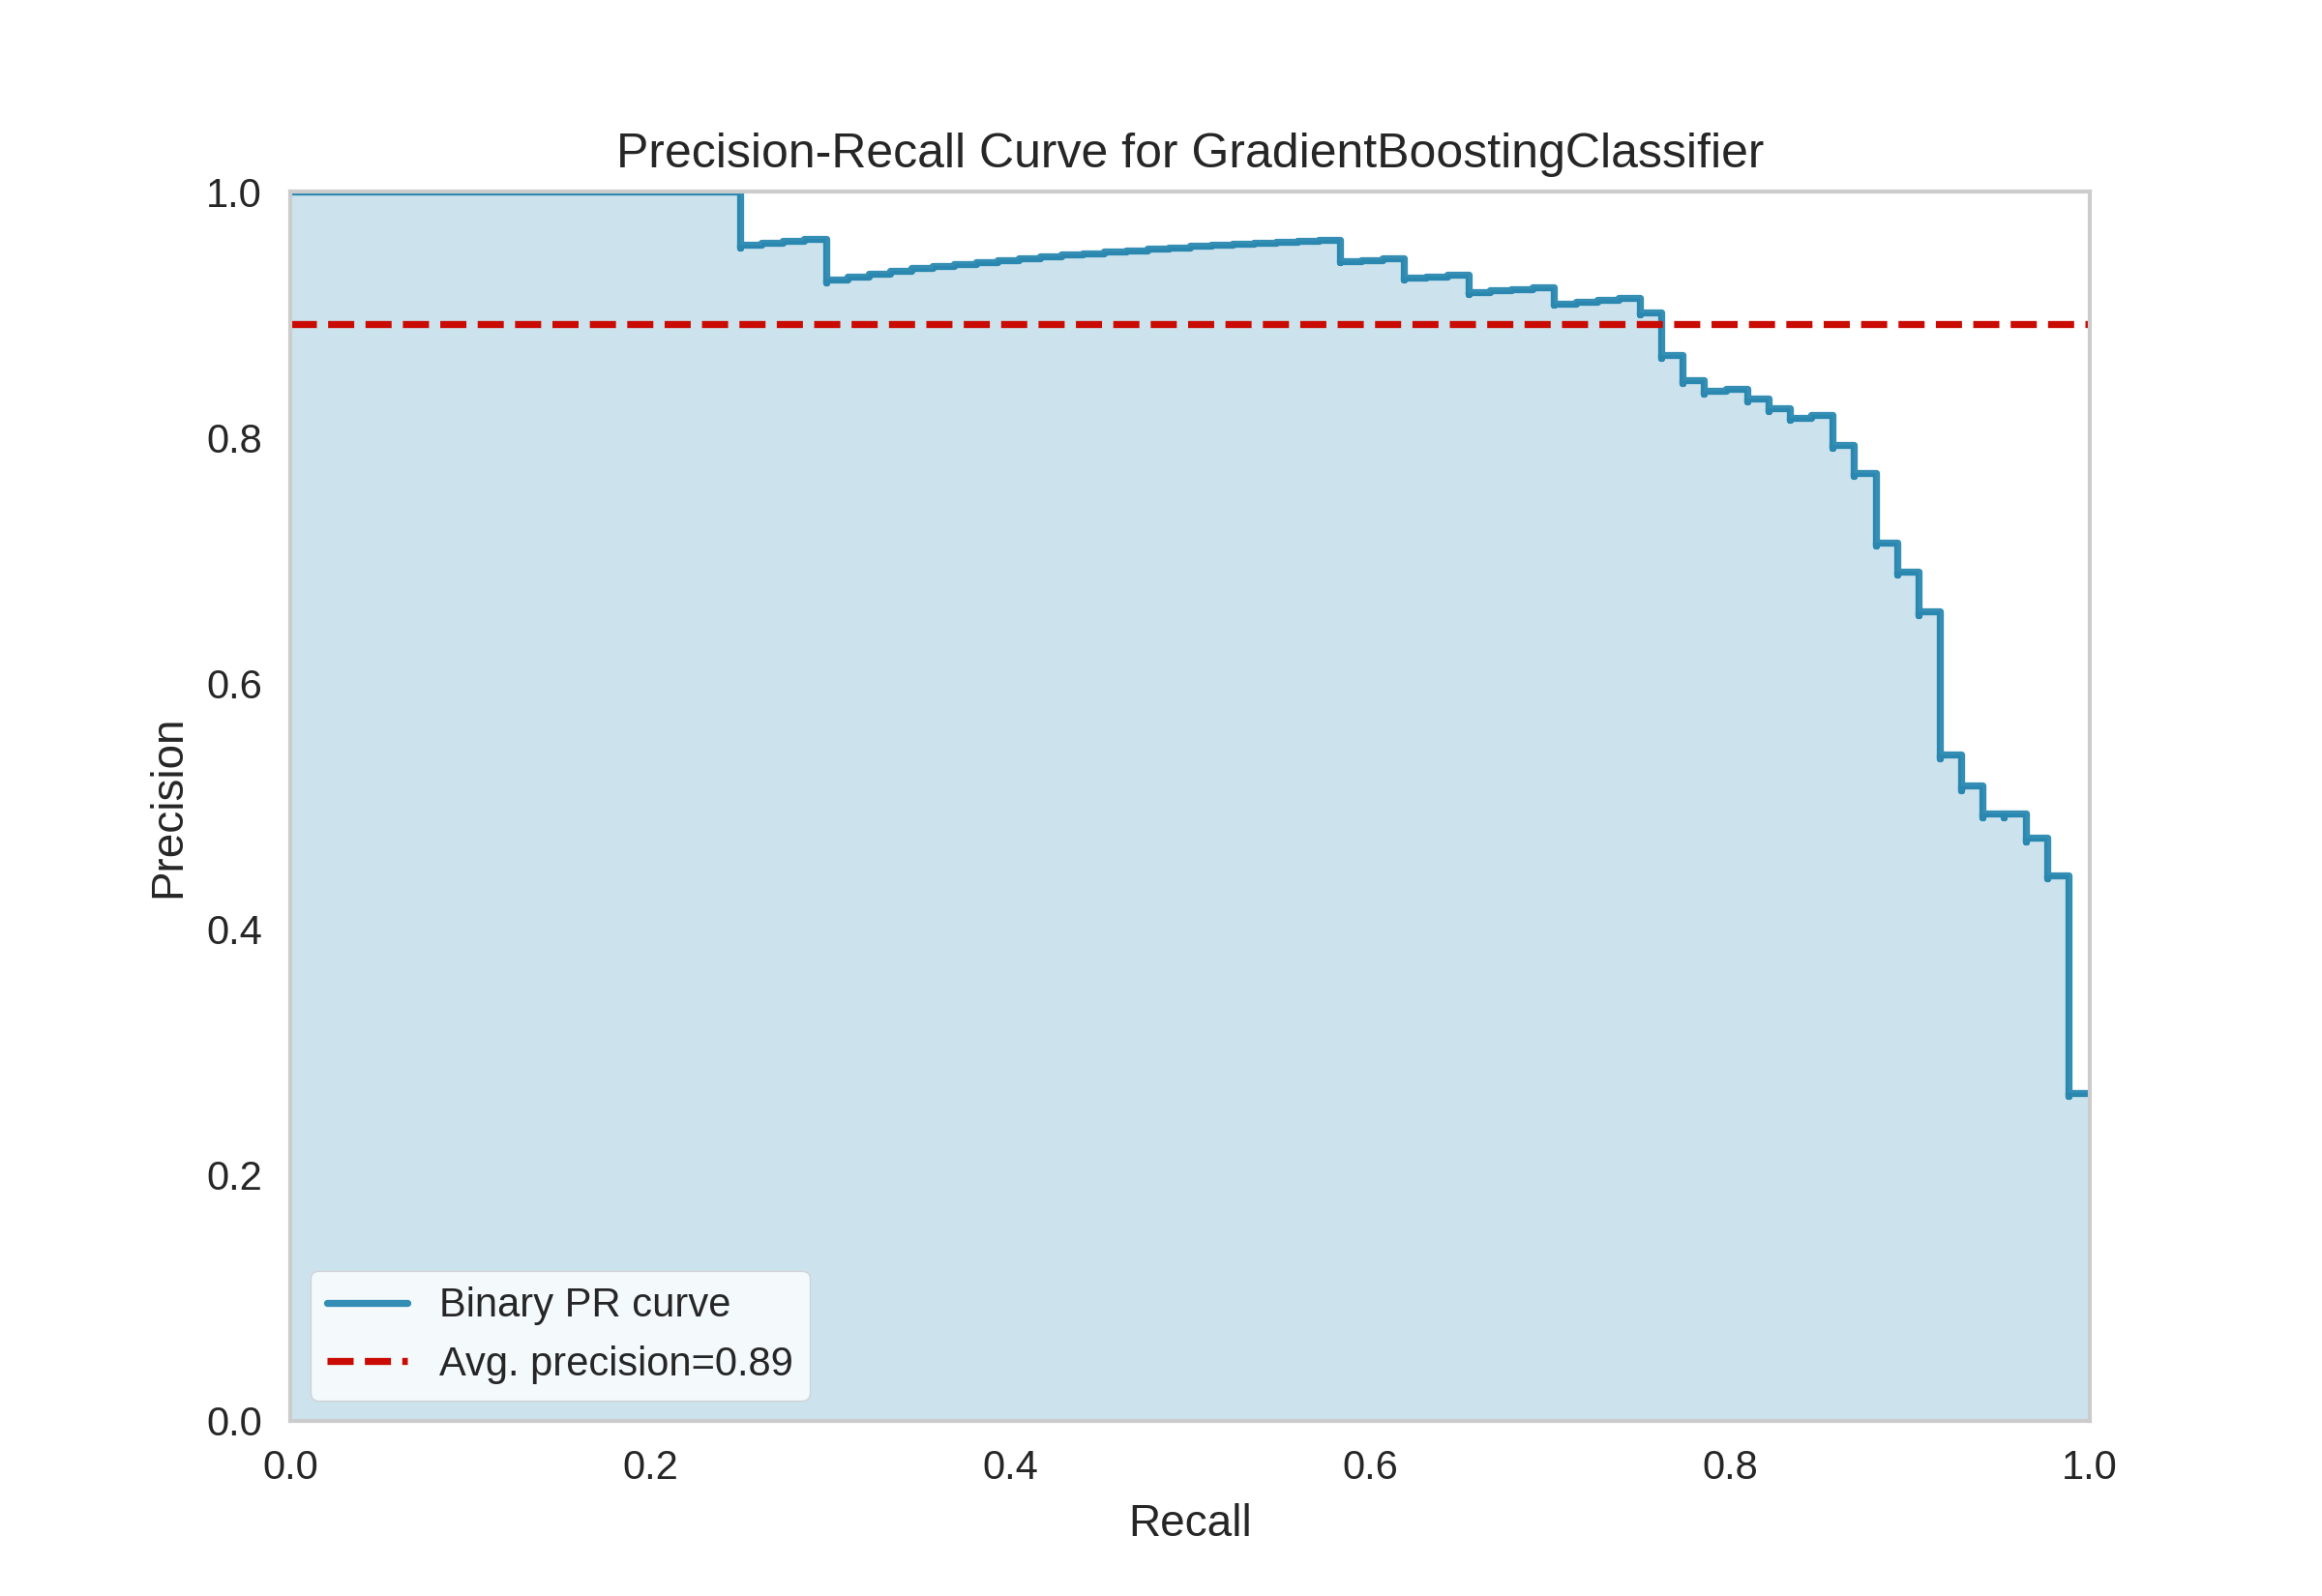 Precision-Recall Curve for GradientBoostingClassifier
1.0
0.8
0.6
0.4
0.2
0.0
Precision
Binary PR curve
Avg. precision=0.89
0.0 0.2 0.4 0.6 0.8 1.0
Recall